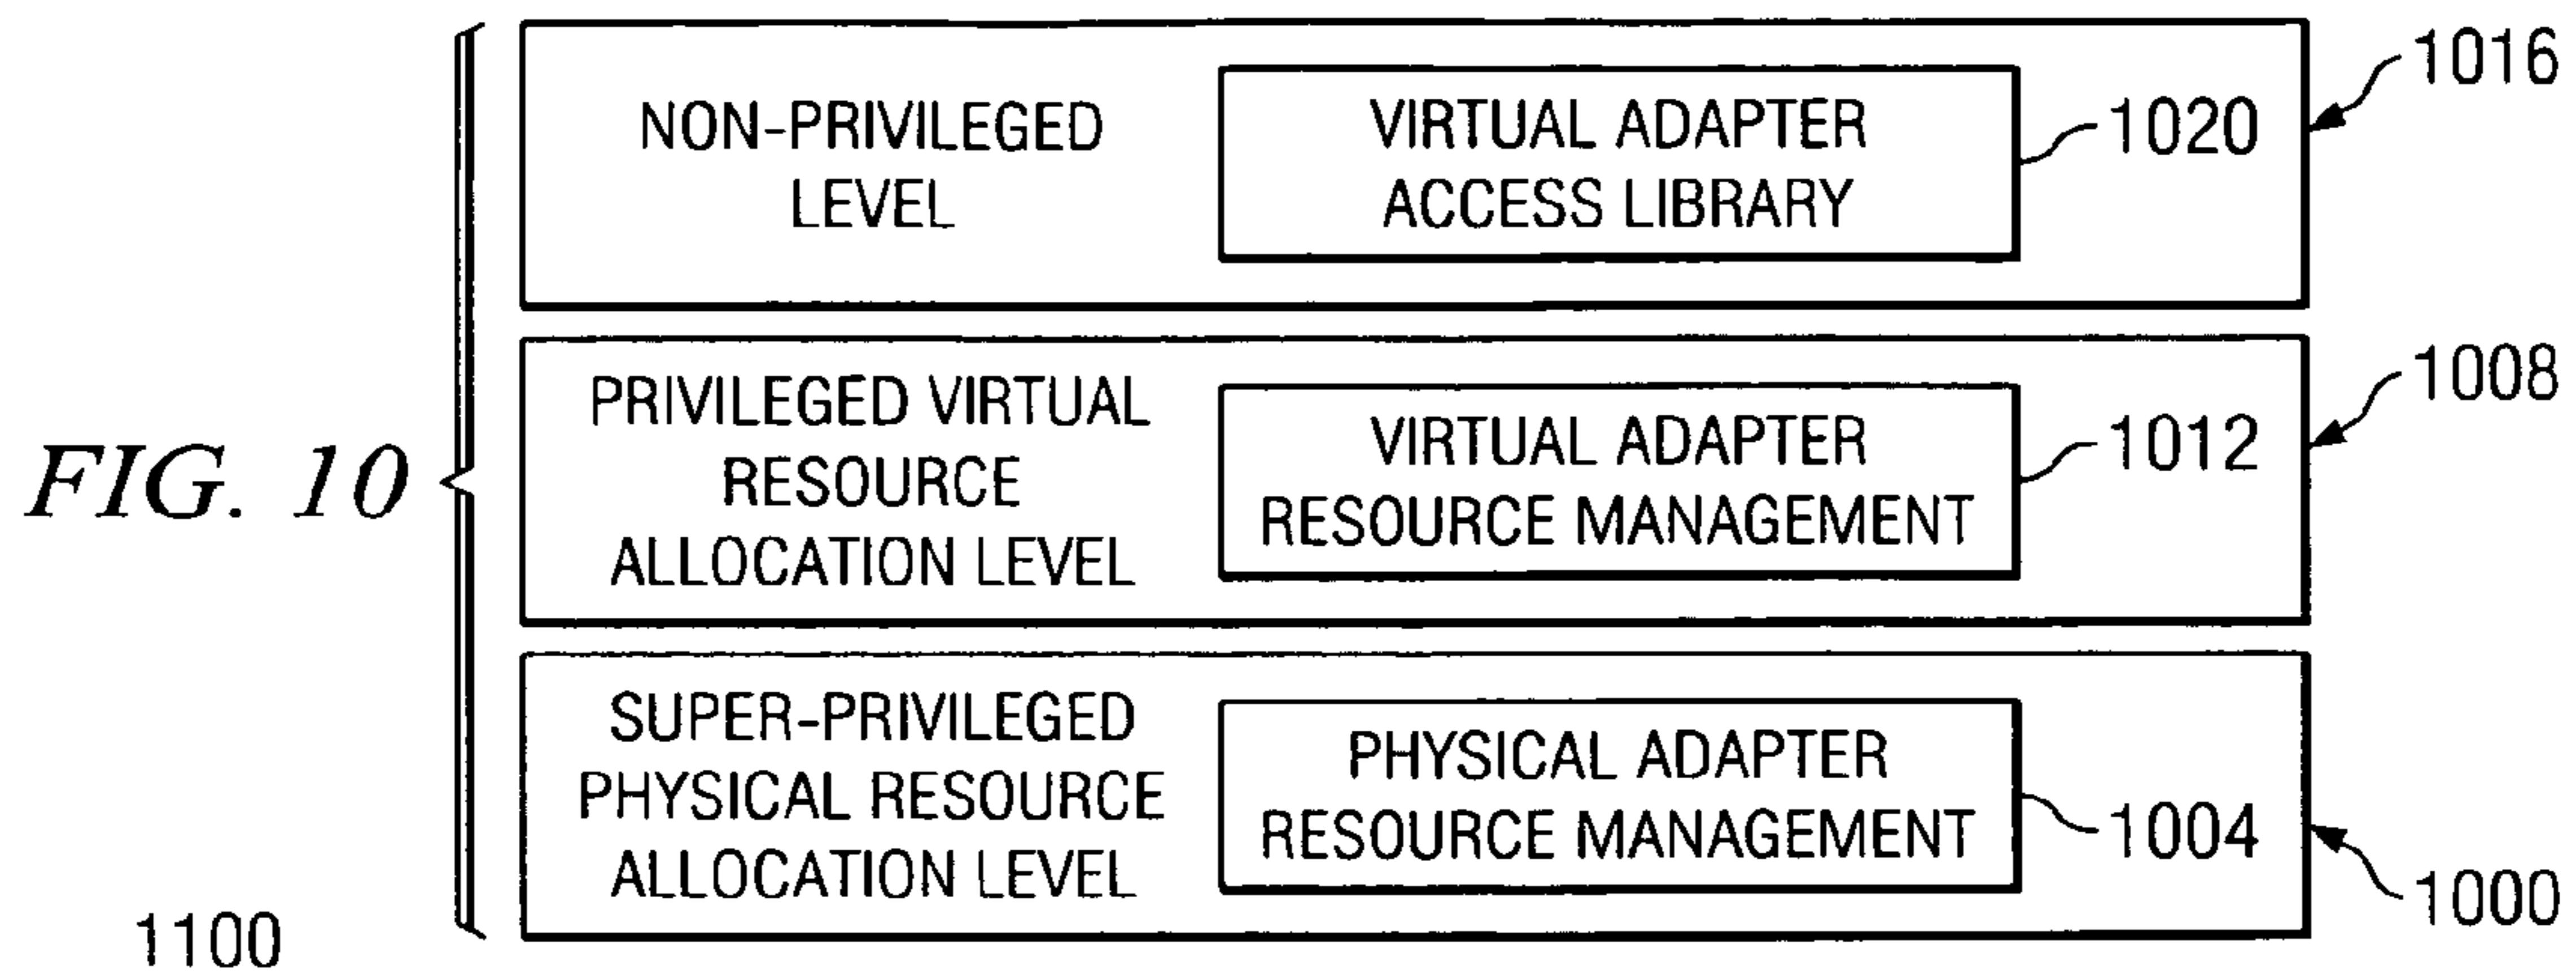 FIG. 10
NON-PRIVILEGED
LEVEL
VIRTUAL ADAPTER
ACCESS LIBRARY
1020
1016
PRIVILEGED VIRTUAL
RESOURCE
ALLOCATION LEVEL
VIRTUAL ADAPTER
RESOURCE MANAGEMENT
1012
1008
SUPER-PRIVILEGED
PHYSICAL RESOURCE
ALLOCATION LEVEL
PHYSICAL ADAPTER
RESOURCE MANAGEMENT
1004
1000
1100